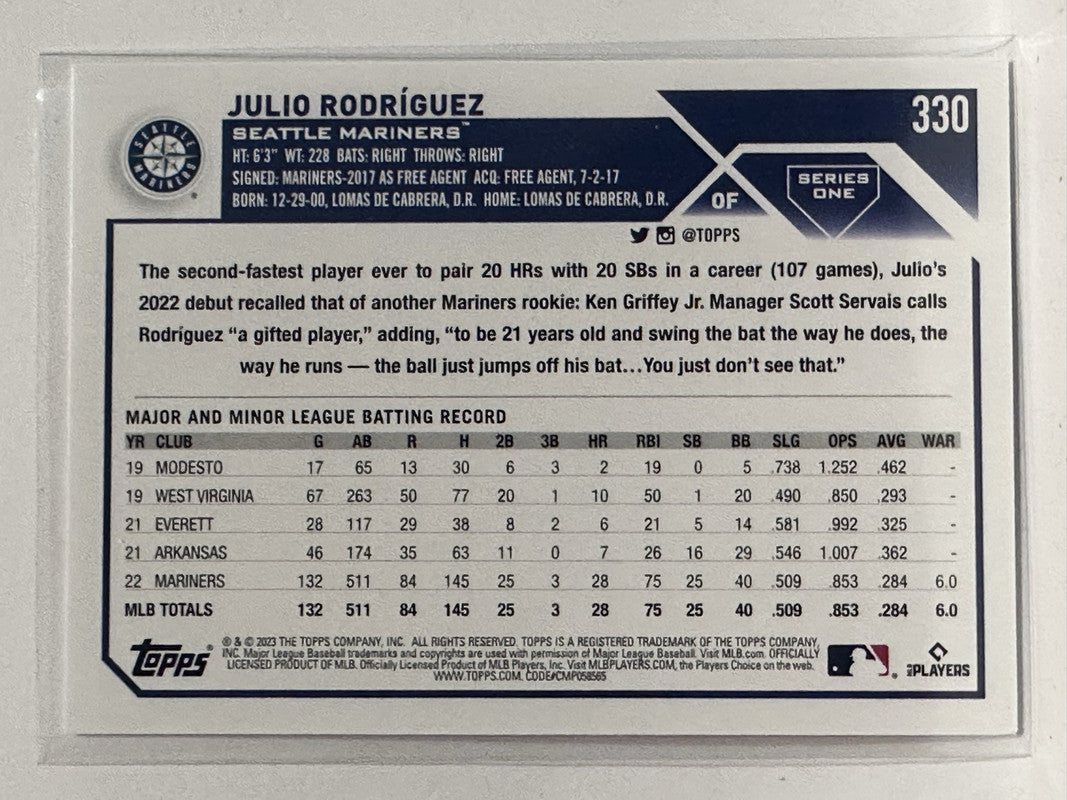 JULIO RODRÍGUEZ
330
SEATTLE MARINERS™
HT: 6'3" WT: 228 BATS: RIGHT THROWS: RIGHT
SIGNED: MARINERS-2017 AS FREE AGENT ACQ: FREE AGENT, 7-2-17
BORN: 12-29-00, LOMAS DE CABRERA, D.R. HOME: LOMAS DE CABRERA, D.R.
SEATTLE MARINERS
OF
SERIES
ONE
@TOPPS
The second-fastest player ever to pair 20 HRs with 20 SBs in a career (107 games), Julio's
2022 debut recalled that of another Mariners rookie: Ken Griffey Jr. Manager Scott Servais calls
Rodríguez “a gifted player,” adding, “to be 21 years old and swing the bat the way he does, the
way he runs — the ball just jumps off his bat...You just don't see that.”
MAJOR AND MINOR LEAGUE BATTING RECORD
YR CLUB G AB R H 2B 3B HR RBI SB BB SLG OPS AVG WAR
19 MODESTO 17 65 13 30 6 3 2 19 0 5 .738 1.252 .462 -
19 WEST VIRGINIA 67 263 50 77 20 1 10 50 1 20 .490 .850 .293 -
21 EVERETT 28 117 29 38 8 2 6 21 5 14 .581 .992 .325 -
21 ARKANSAS 46 174 35 63 11 0 7 26 16 29 .546 1.007 .362 -
22 MARINERS 132 511 84 145 25 3 28 75 25 40 .509 .853 .284 6.0
MLB TOTALS 132 511 84 145 25 3 28 75 25 40 .509 .853 .284 6.0
topps®
® & © 2023 THE TOPPS COMPANY, INC. ALL RIGHTS RESERVED. TOPPS IS A REGISTERED TRADEMARK OF THE TOPPS COMPANY,
INC. Major League Baseball trademarks and copyrights are used with permission of Major League Baseball. Visit MLB.com. OFFICIALLY
LICENSED PRODUCT OF MLB. Officially Licensed Product of MLB Players, Inc. Visit MLBPLAYERS.COM, the Players Choice on the web.
WWW.TOPPS.COM. CODE#CMP058565
MLB PLAYERS